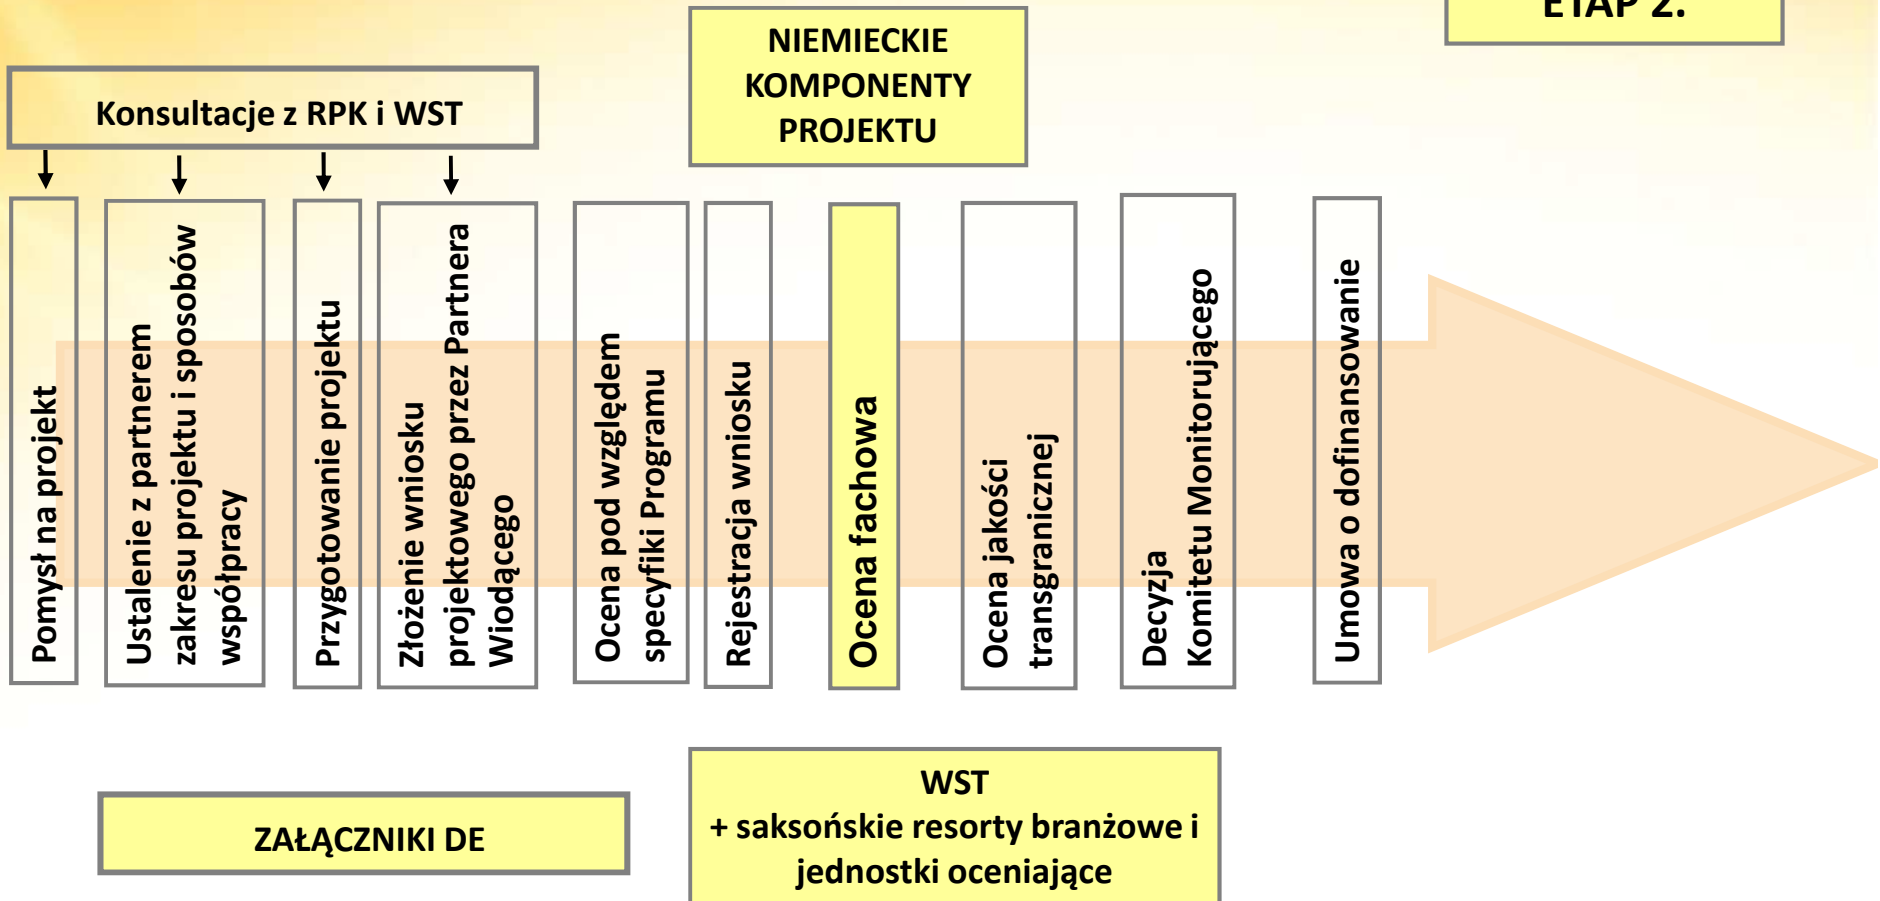 ETAP 2.
NIEMIECKIE
KOMPONENTY
PROJEKTU
Konsultacje z RPK i WST
Pomysł na projekt
Ustalenie z partnerem
zakresu projektu i sposobów
współpracy
Przygotowanie projektu
Złożenie wniosku
projektowego przez Partnera
Wiodącego
Ocena pod względem
specyfiki Programu
Rejestracja wniosku
Ocena fachowa
Ocena jakości
transgranicznej
Decyzja
Komitetu Monitorującego
Umowa o dofinansowanie
ZAŁĄCZNIKI DE
WST
+ saksońskie resorty branżowe i
jednostki oceniające